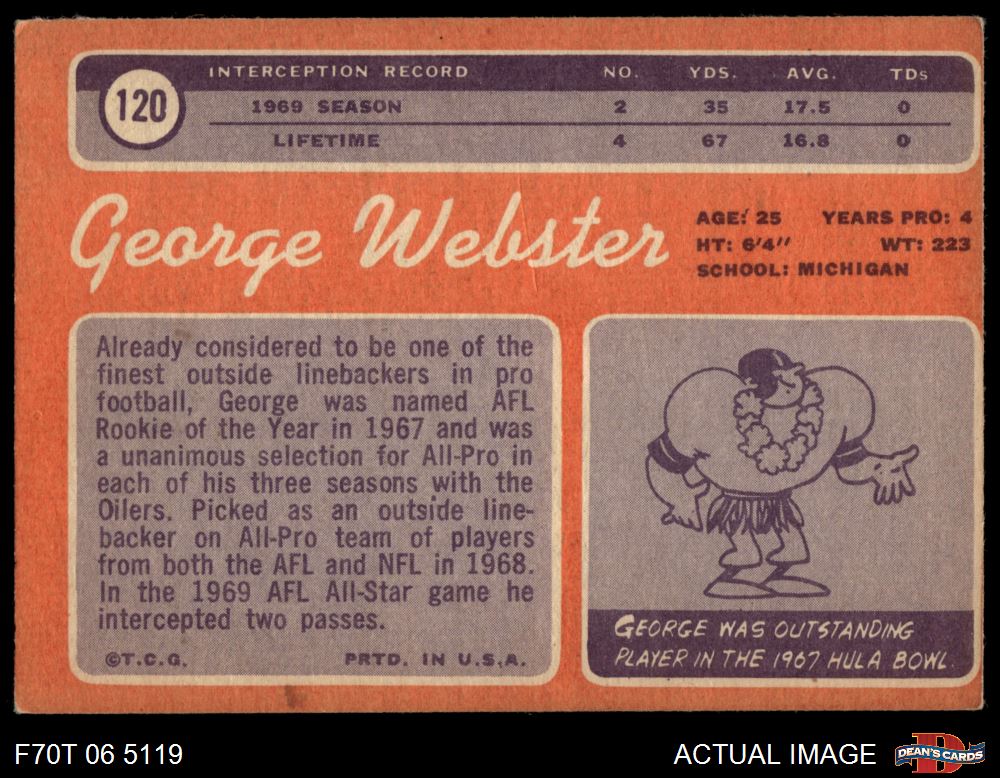 120
INTERCEPTION RECORD NO. YDS. AVG. TDs
1969 SEASON 2 35 17.5 0
LIFETIME 4 67 16.8 0
George Webster
AGE: 25 YEARS PRO: 4
HT: 6'4" WT: 223
SCHOOL: MICHIGAN
Already considered to be one of the
finest outside linebackers in pro
football, George was named AFL
Rookie of the Year in 1967 and was
a unanimous selection for All-Pro in
each of his three seasons with the
Oilers. Picked as an outside line-
backer on All-Pro team of players
from both the AFL and NFL in 1968.
In the 1969 AFL All-Star game he
intercepted two passes.
©T.C.G. PRTD. IN U.S.A.
GEORGE WAS OUTSTANDING
PLAYER IN THE 1967 HULA BOWL.
F70T 06 5119
ACTUAL IMAGE
DEAN'S CARDS